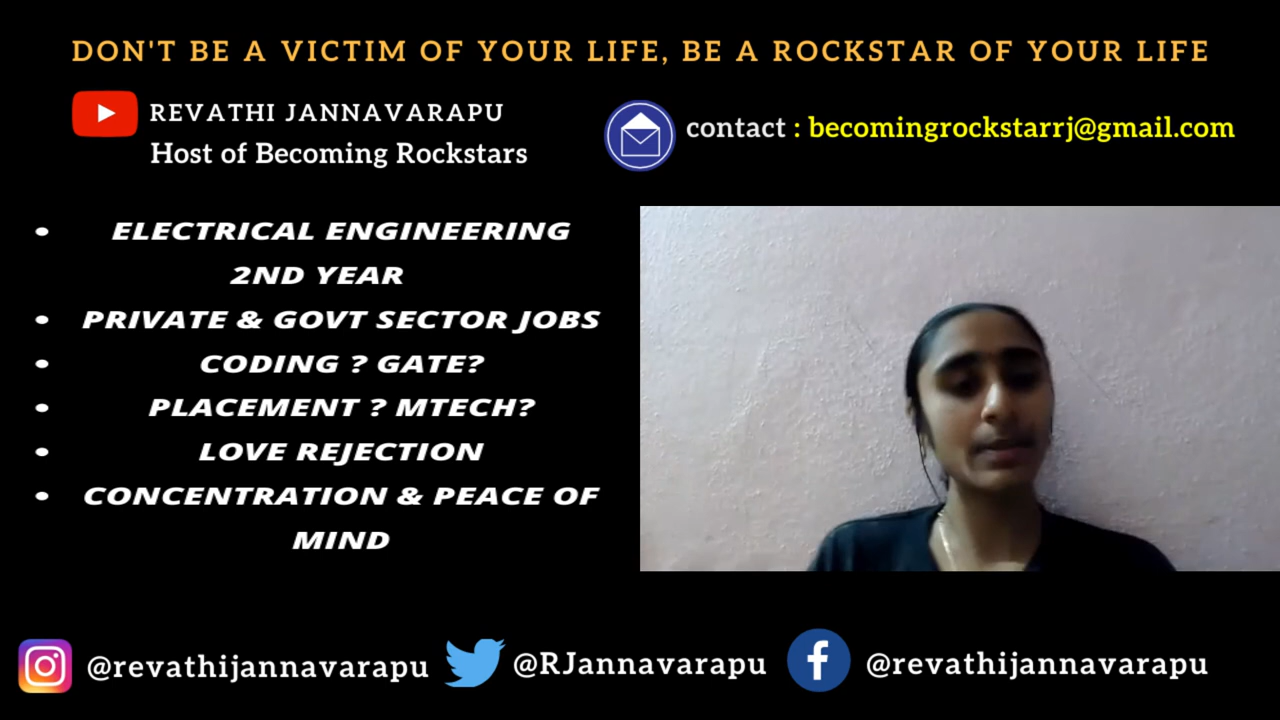 DON'T BE A VICTIM OF YOUR LIFE, BE A ROCKSTAR OF YOUR LIFE
REVATHI JANNAVARAPU
Host of Becoming Rockstars
contact : becomingrockstarrj@gmail.com
• ELECTRICAL ENGINEERING
2ND YEAR
• PRIVATE & GOVT SECTOR JOBS
• CODING ? GATE?
• PLACEMENT ? MTECH?
• LOVE REJECTION
• CONCENTRATION & PEACE OF
MIND
@revathijannavarapu
@RJannavarapu
@revathijannavarapu